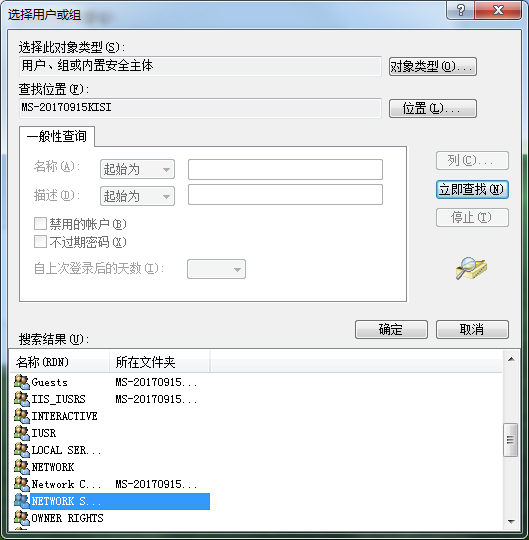 选择用户或组
选择此对象类型(S):
用户、组或内置安全主体
对象类型(O)...
查找位置(F):
MS-20170915KISI
位置(L)...
一般性查询
名称(A):
起始为
描述(D):
起始为
禁用的帐户(B)
不过期密码(X)
自上次登录后的天数(I):
列(C)...
立即查找(N)
停止(T)
确定
取消
搜索结果(U):
名称(RDN) 所在文件夹
Guests MS-20170915...
IIS_IUSRS MS-20170915...
INTERACTIVE
IUSR
LOCAL SER...
NETWORK
Network C... MS-20170915...
NETWORK S...
OWNER RIGHTS